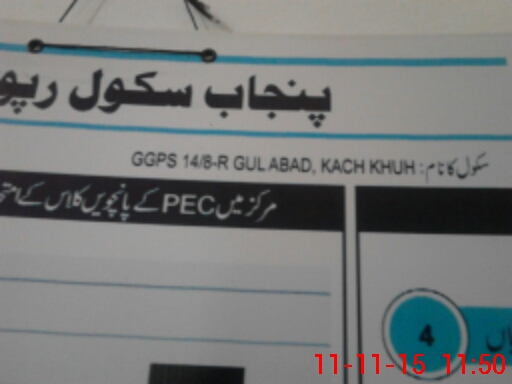 پنجاب سکول رپو
سکول کا نام: GGPS 14/8-R GUL ABAD, KACH KHUH
مرکز میں PEC کے پانچویں کلاس کے امتح
4
11-11-15 11:50